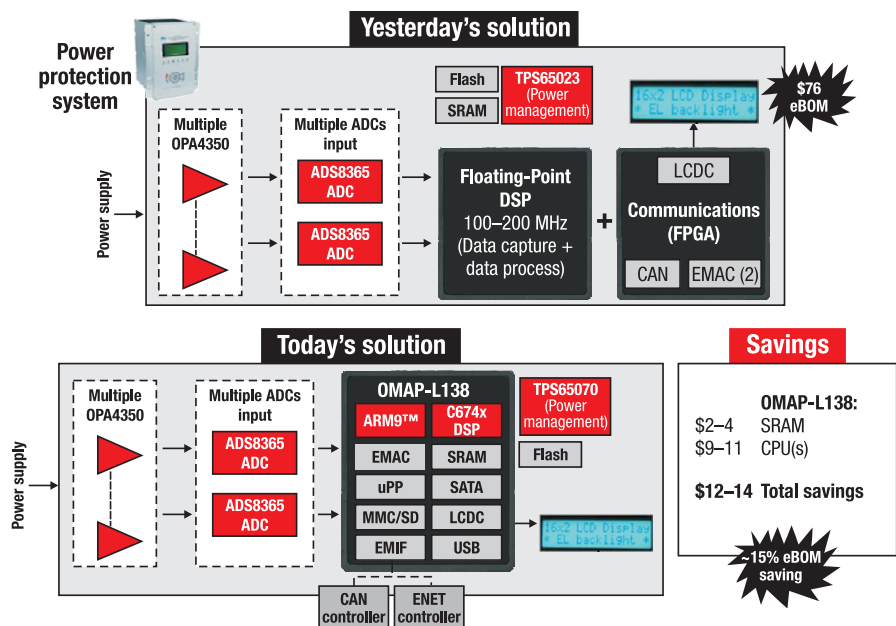 Yesterday's solution
Power
protection
system
Flash
SRAM
TPS65023
(Power
management)
16x2 LCD Display
* EL backlight *
$76
eBOM
Multiple
OPA4350
Multiple ADCs
input
Power supply
ADS8365
ADC
ADS8365
ADC
Floating-Point
DSP
100–200 MHz
(Data capture +
data process)
+
LCDC
Communications
(FPGA)
CAN
EMAC (2)
Today's solution
Multiple
OPA4350
Multiple ADCs
input
Power supply
ADS8365
ADC
ADS8365
ADC
OMAP-L138
ARM9™
C674x
DSP
EMAC
SRAM
uPP
SATA
MMC/SD
LCDC
EMIF
USB
TPS65070
(Power
management)
Flash
16x2 LCD Display
* EL backlight *
CAN
controller
ENET
controller
Savings
OMAP-L138:
$2–4 SRAM
$9–11 CPU(s)
$12–14 Total savings
~15% eBOM
saving